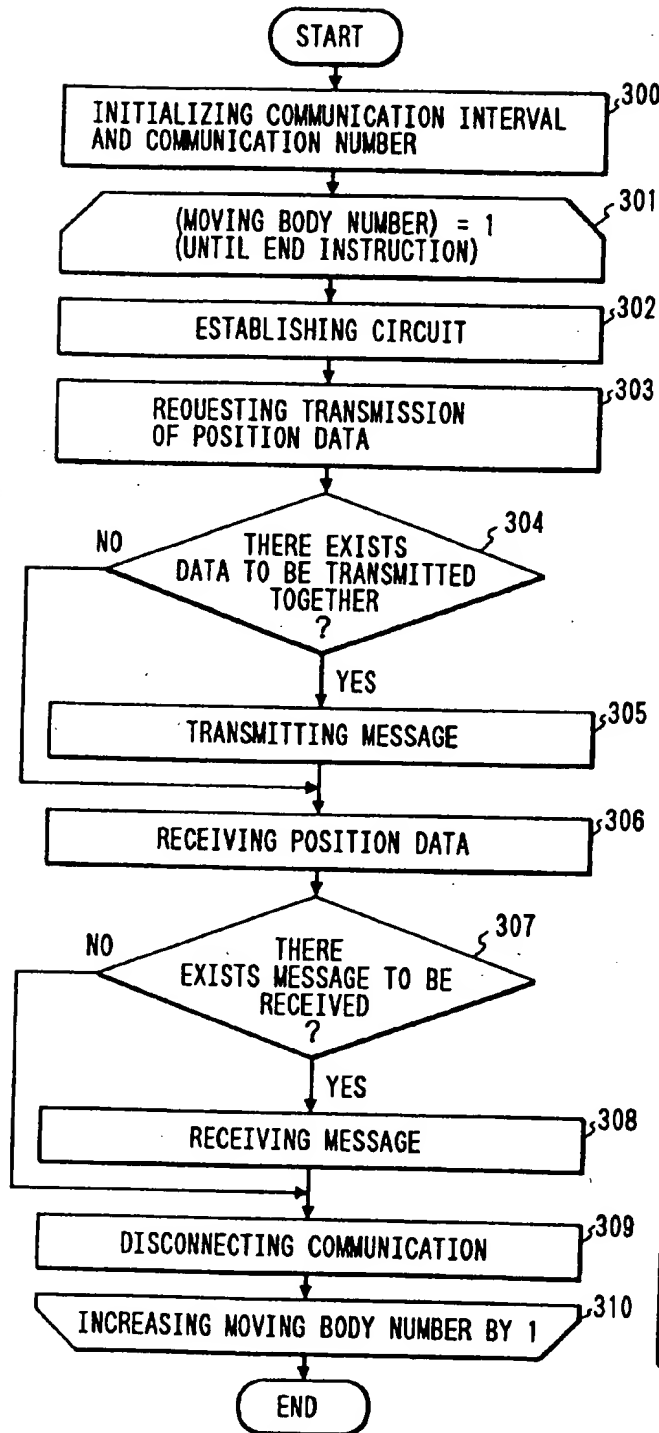 START
300
INITIALIZING COMMUNICATION INTERVAL
AND COMMUNICATION NUMBER
301
(MOVING BODY NUMBER) = 1
(UNTIL END INSTRUCTION)
302
ESTABLISHING CIRCUIT
303
REQUESTING TRANSMISSION
OF POSITION DATA
304
NO
THERE EXISTS
DATA TO BE TRANSMITTED
TOGETHER
?
YES
305
TRANSMITTING MESSAGE
306
RECEIVING POSITION DATA
307
NO
THERE
EXISTS MESSAGE TO BE
RECEIVED
?
YES
308
RECEIVING MESSAGE
309
DISCONNECTING COMMUNICATION
310
INCREASING MOVING BODY NUMBER BY 1
END